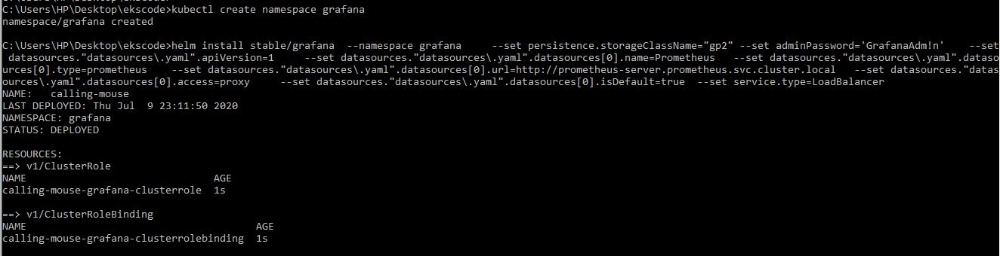 C:\Users\HP\Desktop\ekscode>kubectl create namespace grafana
namespace/grafana created
C:\Users\HP\Desktop\ekscode>helm install stable/grafana  --namespace grafana     --set persistence.storageClassName="gp2" --set adminPassword='GrafanaAdm!n'    --set
 datasources."datasources\.yaml".apiVersion=1     --set datasources."datasources\.yaml".datasources[0].name=Prometheus   --set datasources."datasources\.yaml".dataso
urces[0].type=prometheus    --set datasources."datasources\.yaml".datasources[0].url=http://prometheus-server.prometheus.svc.cluster.local   --set datasources."datas
ources\.yaml".datasources[0].access=proxy     --set datasources."datasources\.yaml".datasources[0].isDefault=true  --set service.type=LoadBalancer
NAME:   calling-mouse
LAST DEPLOYED: Thu Jul  9 23:11:50 2020
NAMESPACE: grafana
STATUS: DEPLOYED
RESOURCES:
==> v1/ClusterRole
NAME                               AGE
calling-mouse-grafana-clusterrole  1s
==> v1/ClusterRoleBinding
NAME                                      AGE
calling-mouse-grafana-clusterrolebinding  1s